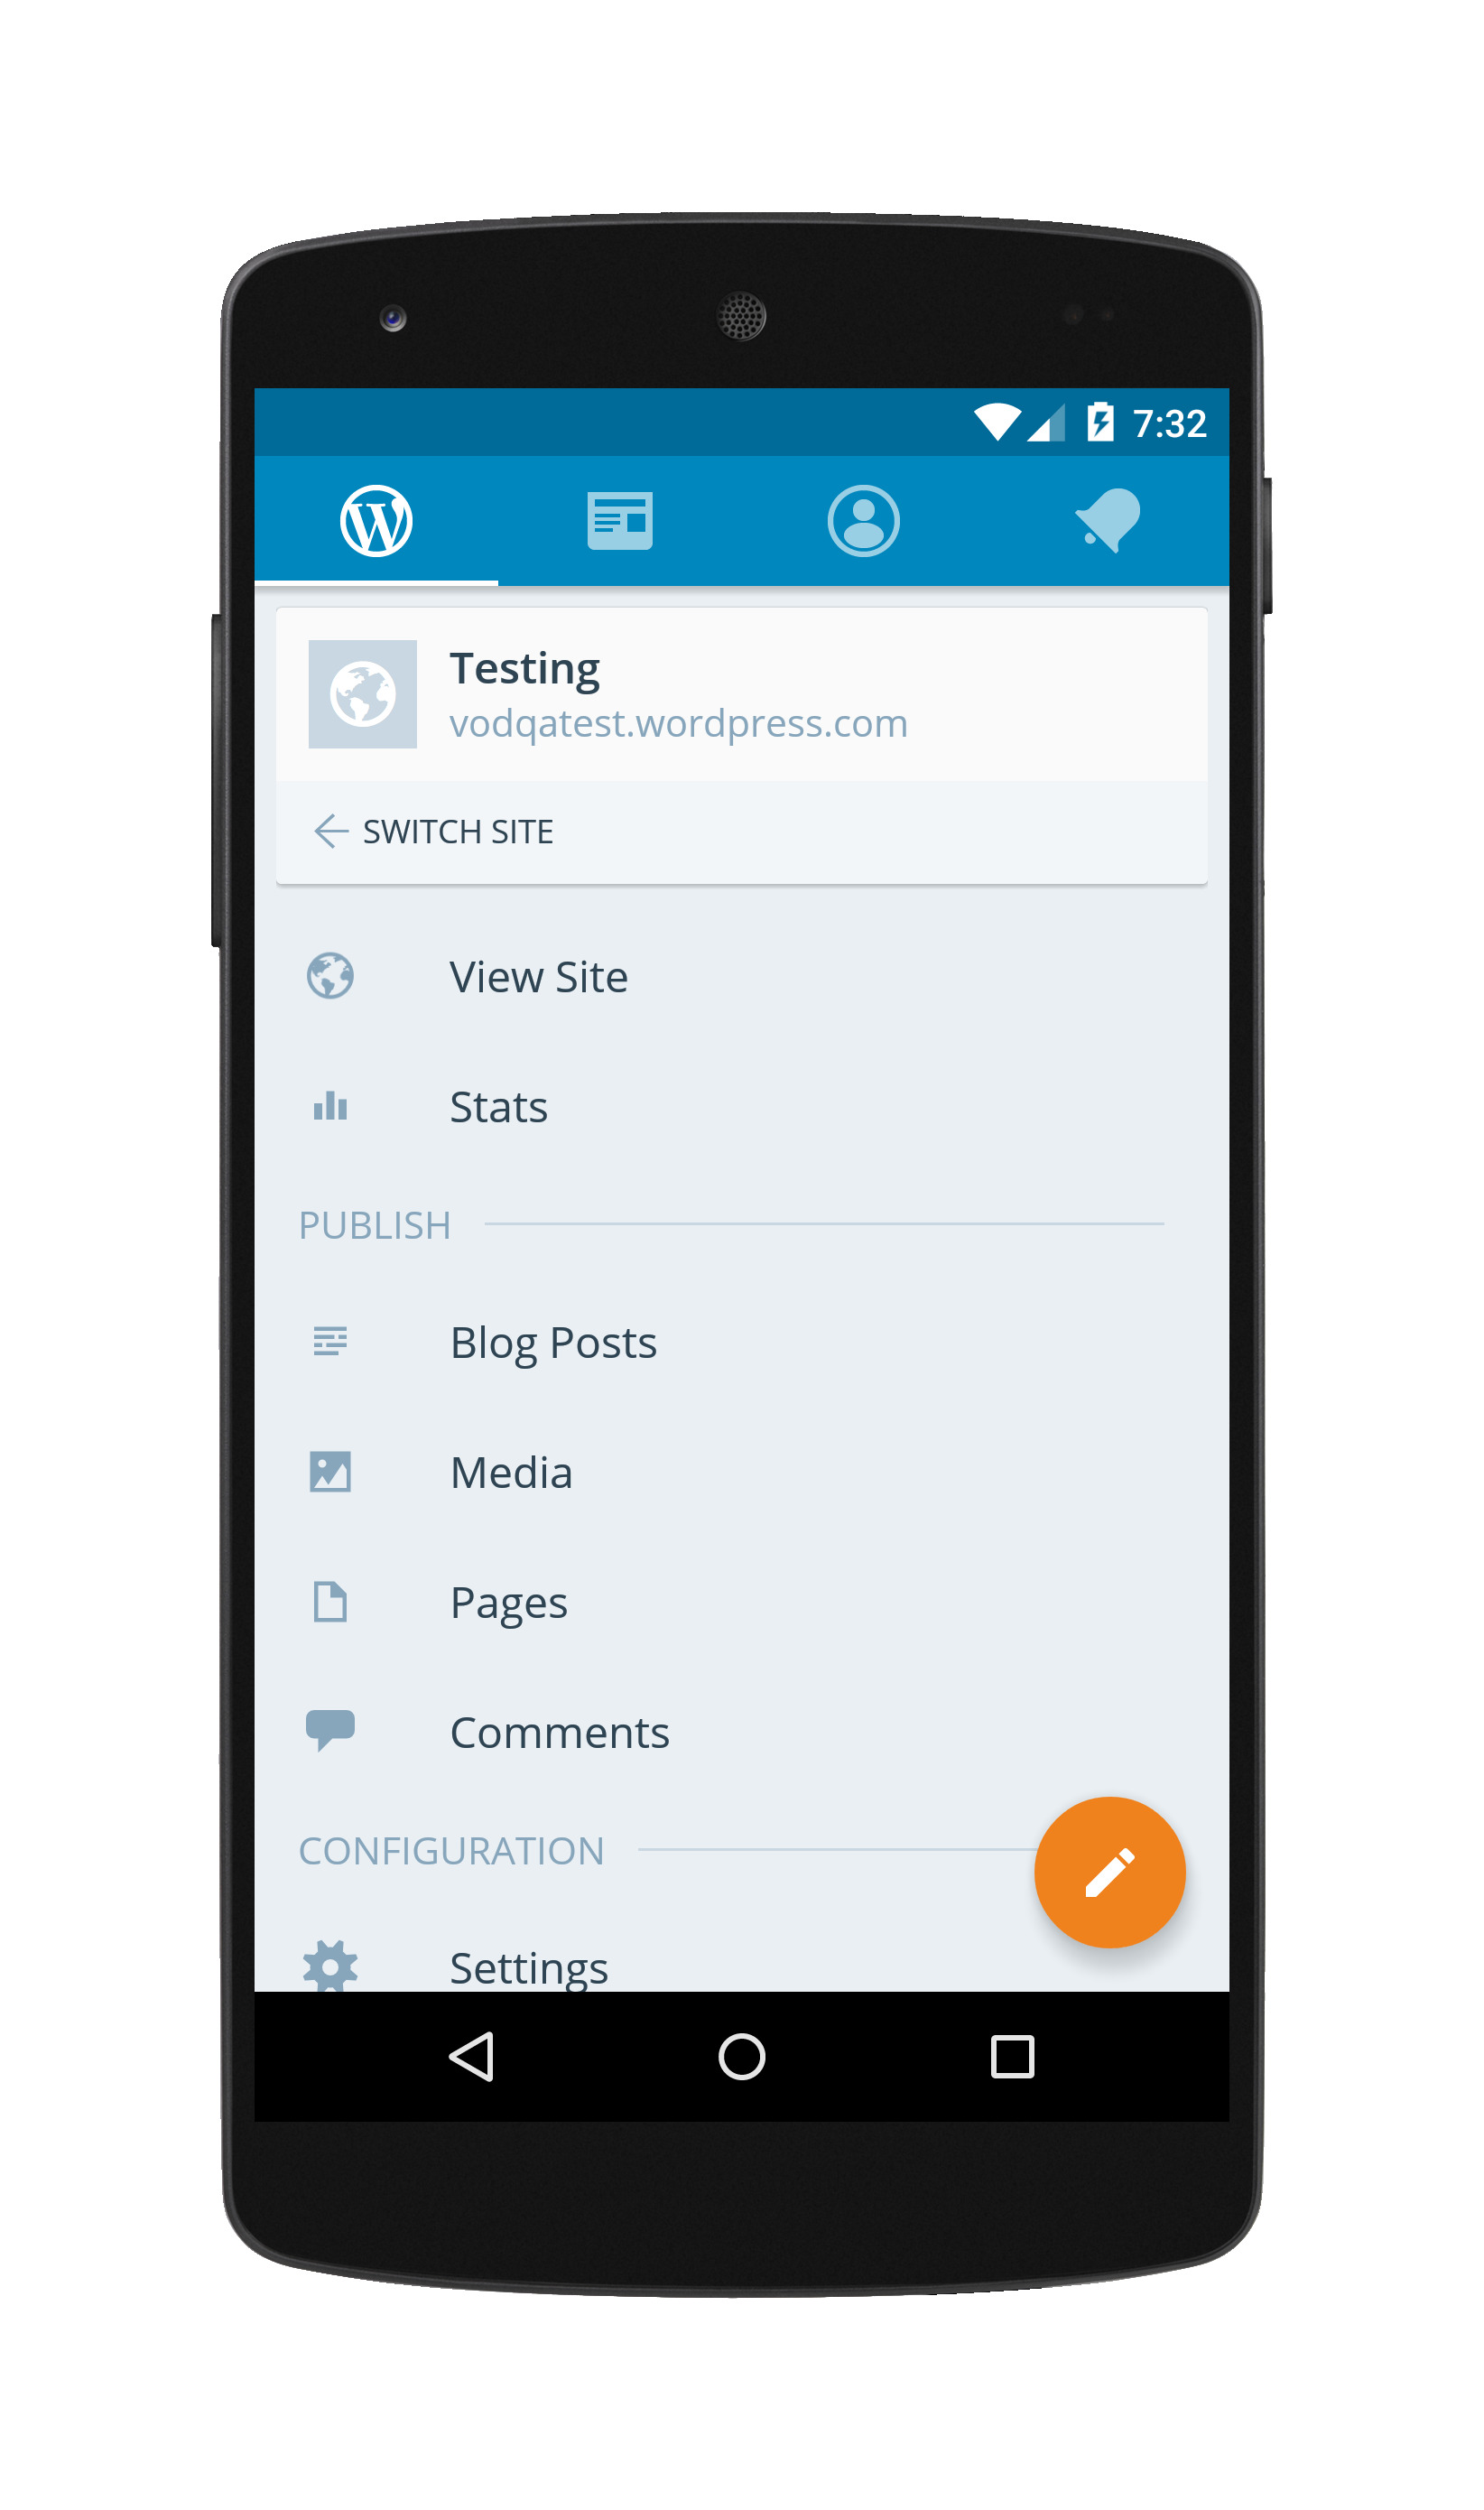 7:32
Testing
vodqatest.wordpress.com
SWITCH SITE
View Site
Stats
PUBLISH
Blog Posts
Media
Pages
Comments
CONFIGURATION
Settings